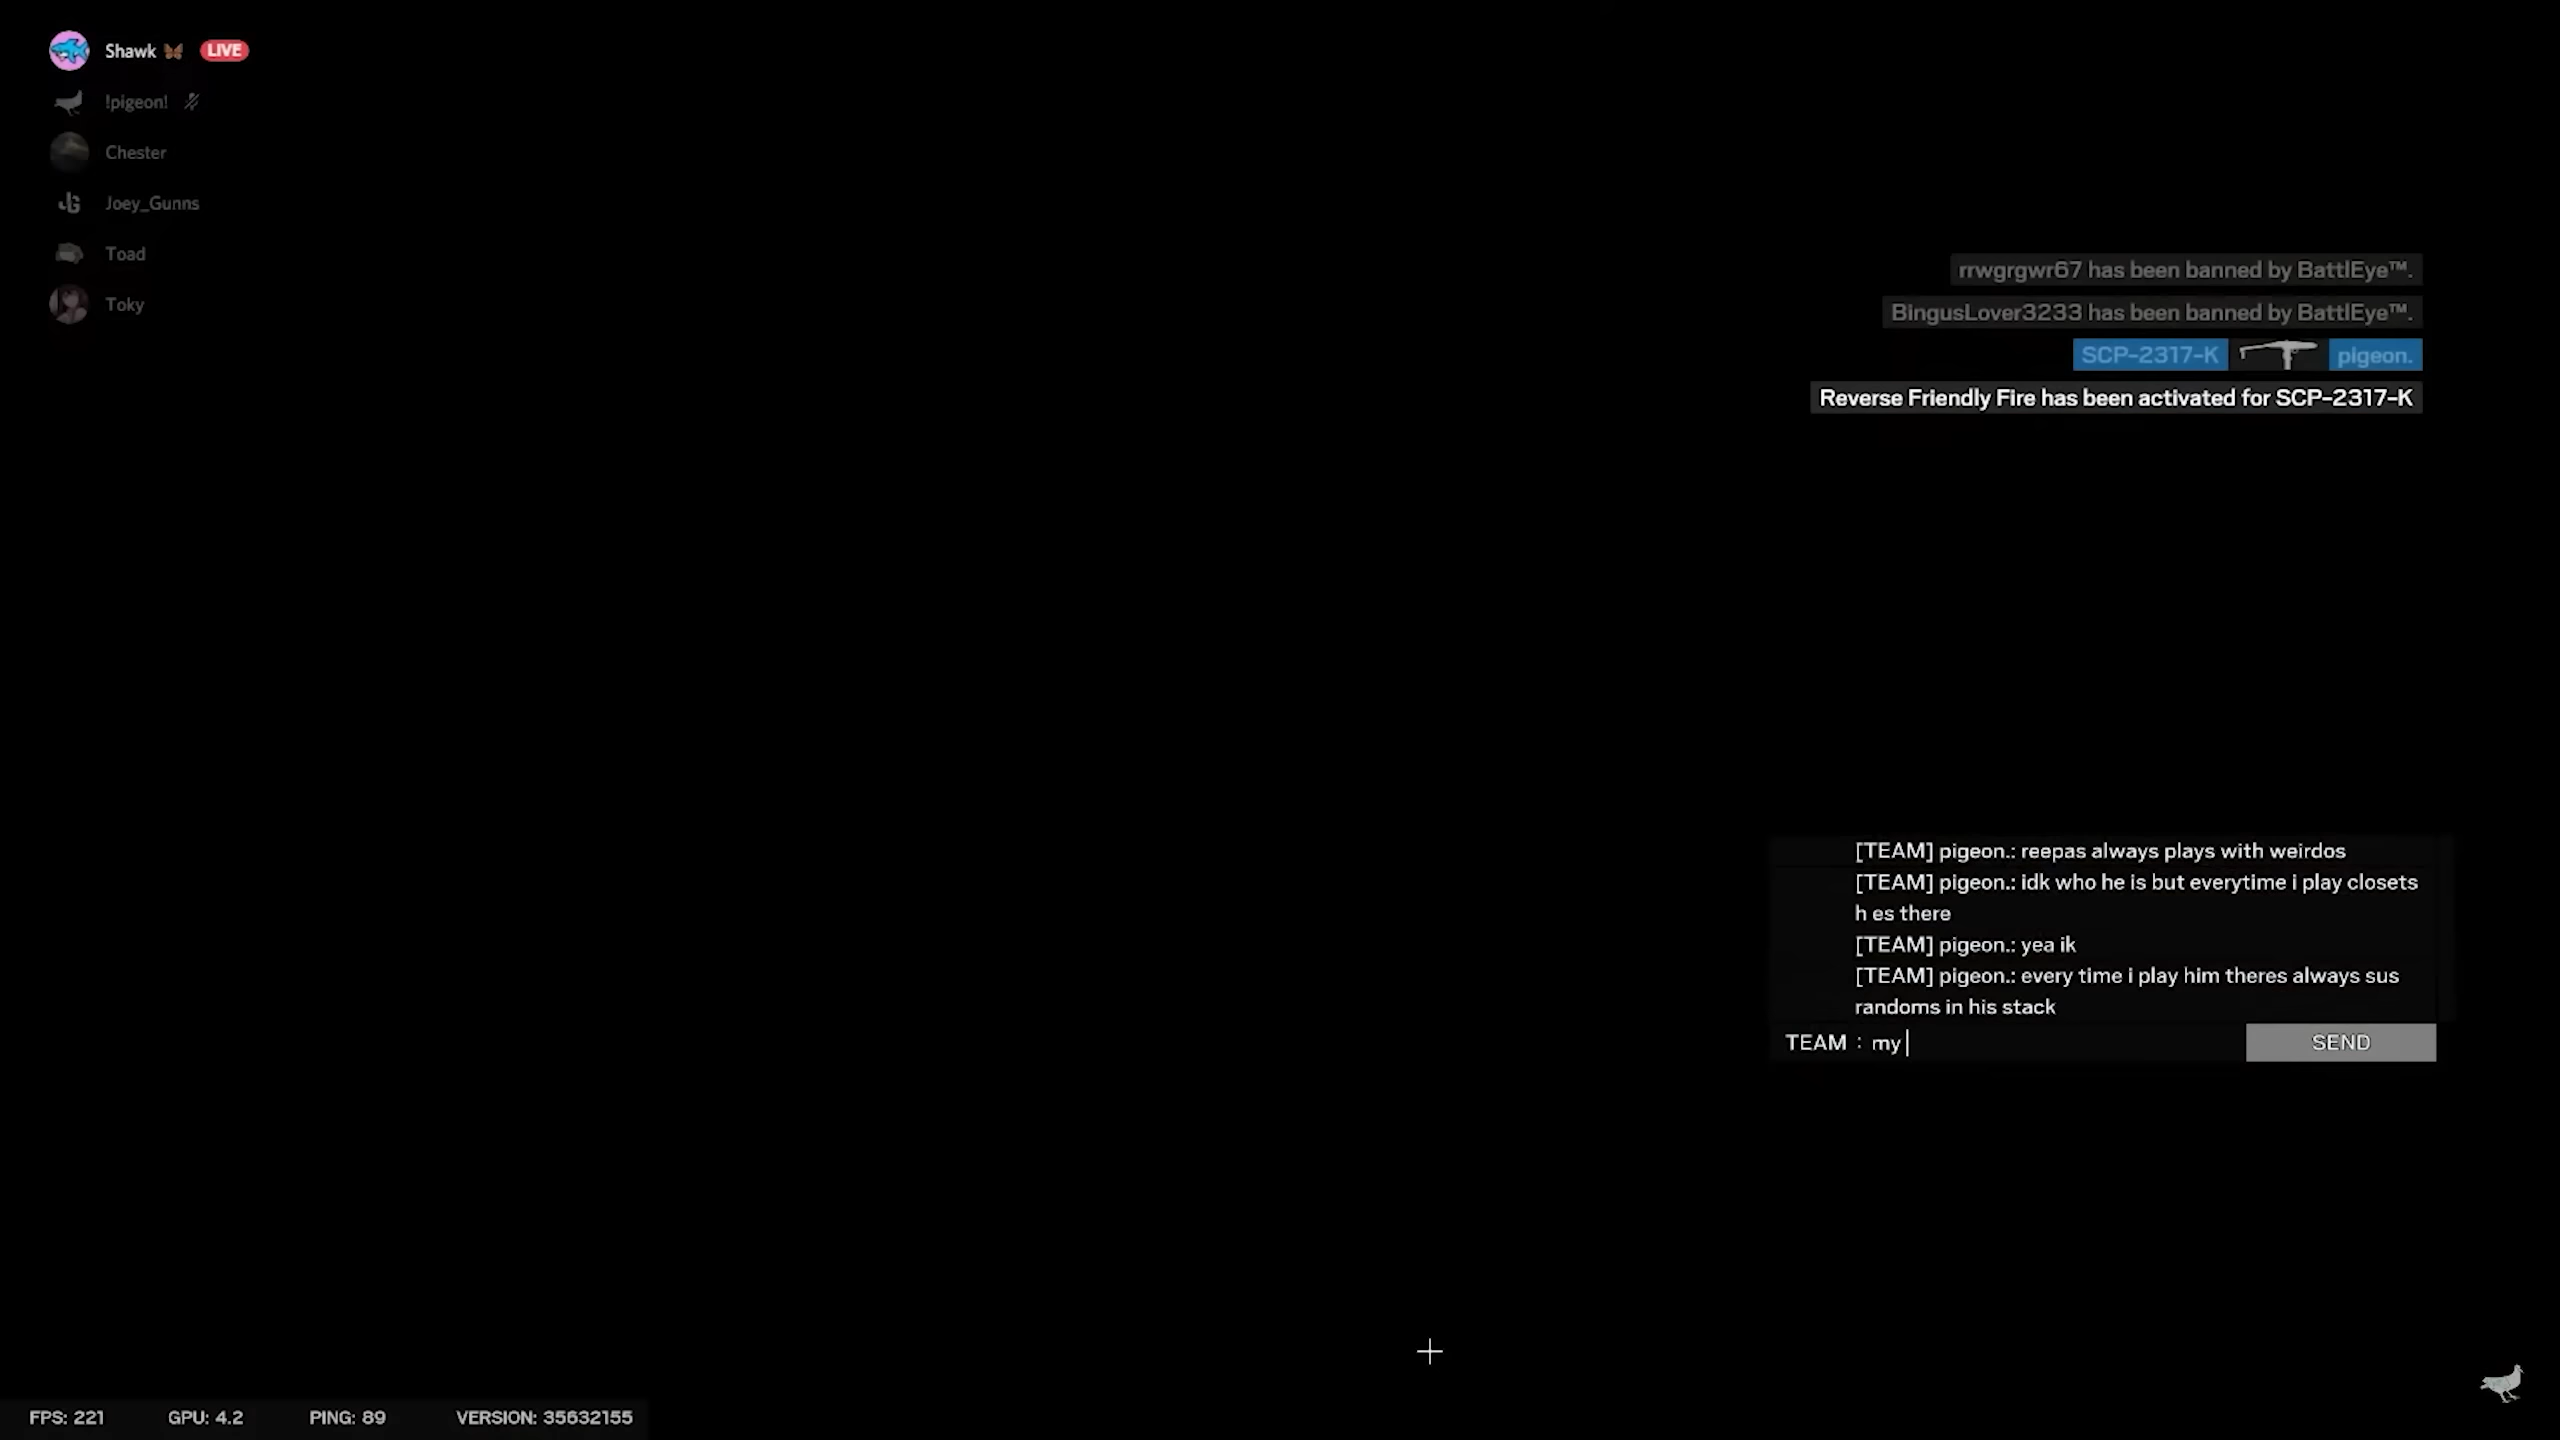 Shawk LIVE
!pigeon!
Chester
Joey_Gunns
Toad
Toky
rrwgrgwr67 has been banned by BattlEye™.
BingusLover3233 has been banned by BattlEye™.
SCP-2317-K pigeon.
Reverse Friendly Fire has been activated for SCP-2317-K
[TEAM] pigeon.: reepas always plays with weirdos
[TEAM] pigeon.: idk who he is but everytime i play closets
h es there
[TEAM] pigeon.: yea ik
[TEAM] pigeon.: every time i play him theres always sus
randoms in his stack
TEAM : my SEND
FPS: 221 GPU: 4.2 PING: 89 VERSION: 35632155